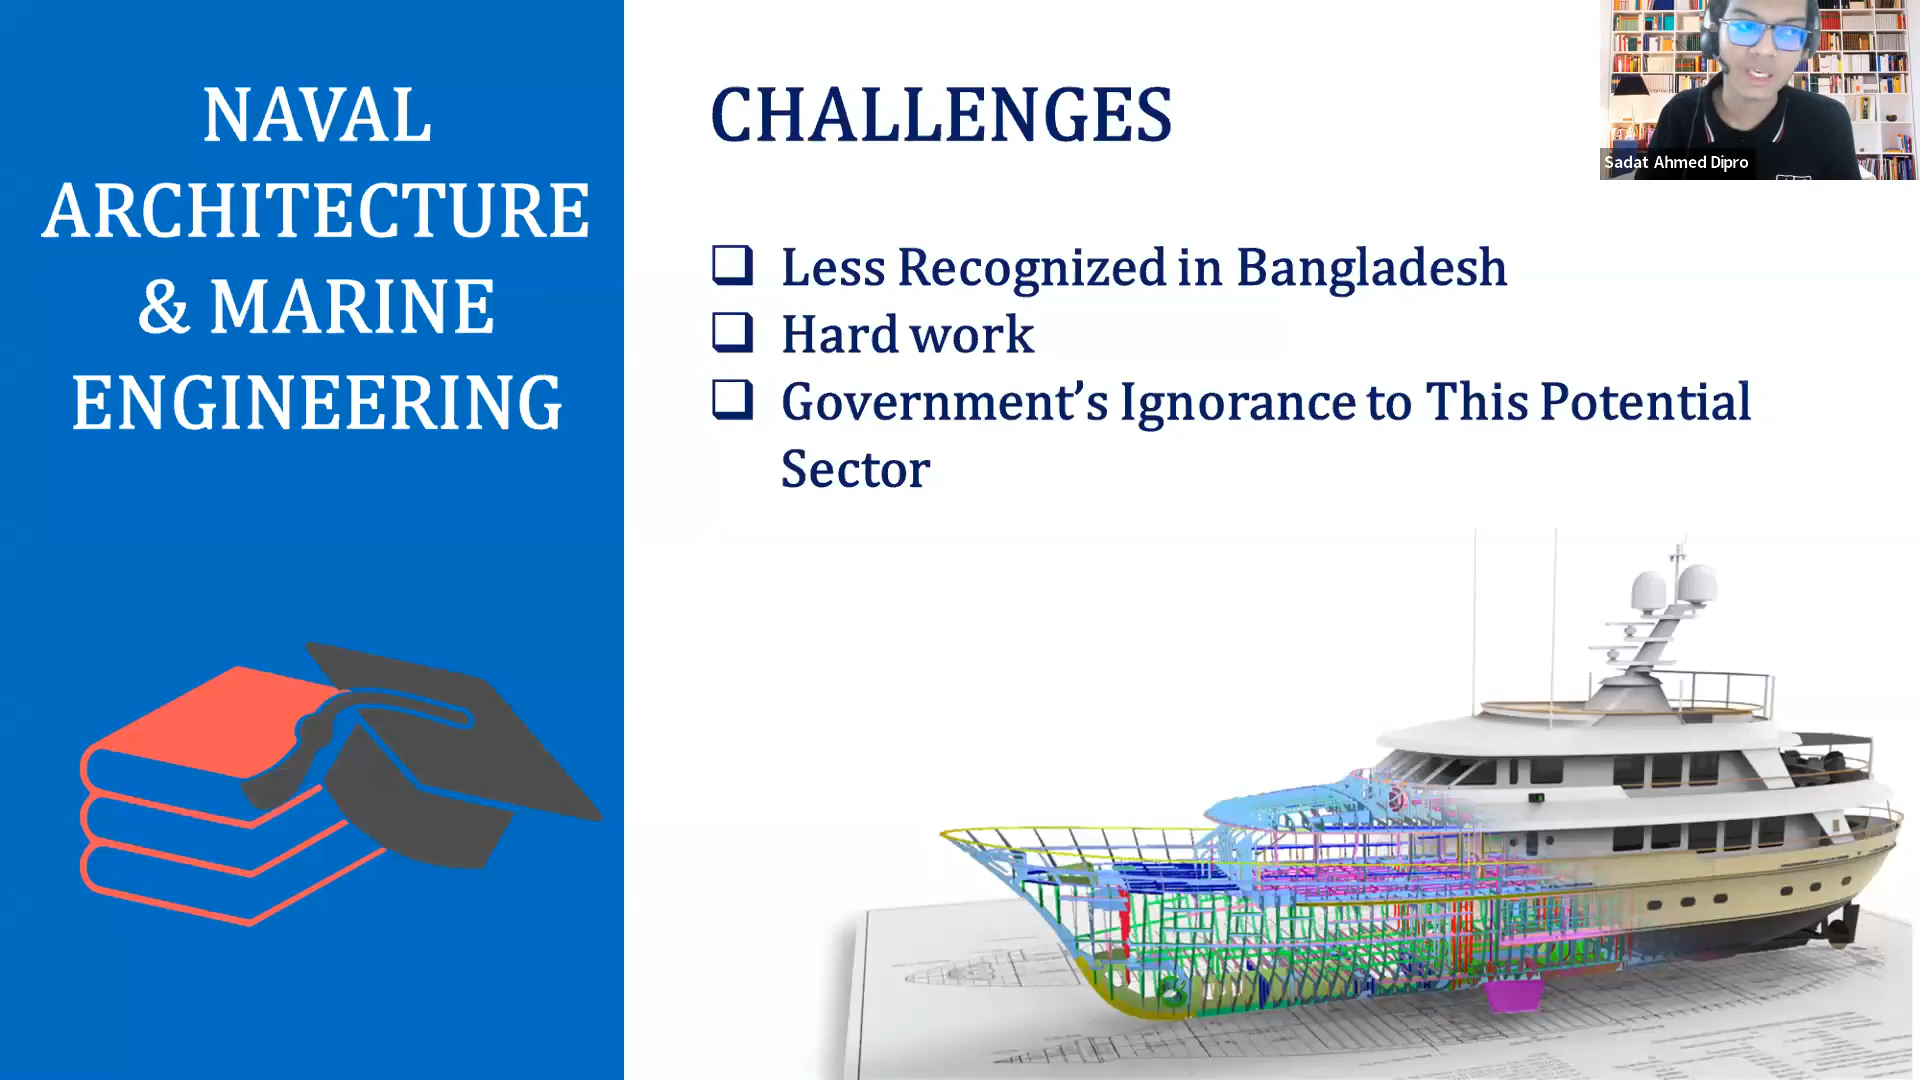 NAVAL
ARCHITECTURE
& MARINE
ENGINEERING
CHALLENGES
Less Recognized in Bangladesh
Hard work
Government’s Ignorance to This Potential
Sector
Sadat Ahmed Dipro